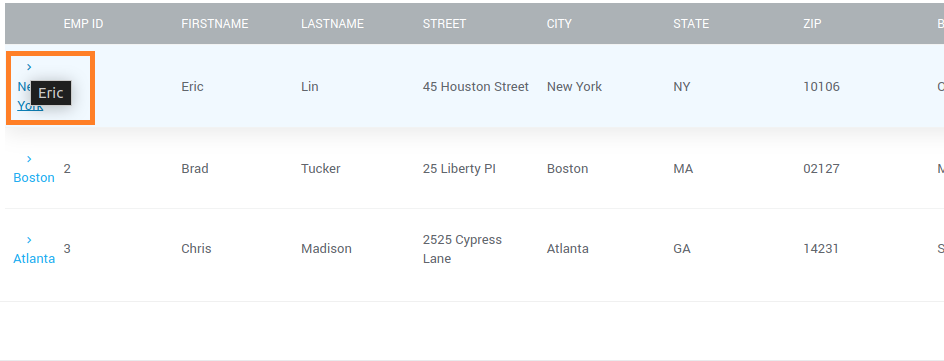 EMP ID FIRSTNAME LASTNAME STREET CITY STATE ZIP
Eric
York
Eric Lin 45 Houston Street New York NY 10106
Boston 2 Brad Tucker 25 Liberty Pl Boston MA 02127
Atlanta 3 Chris Madison 2525 Cypress Lane Atlanta GA 14231